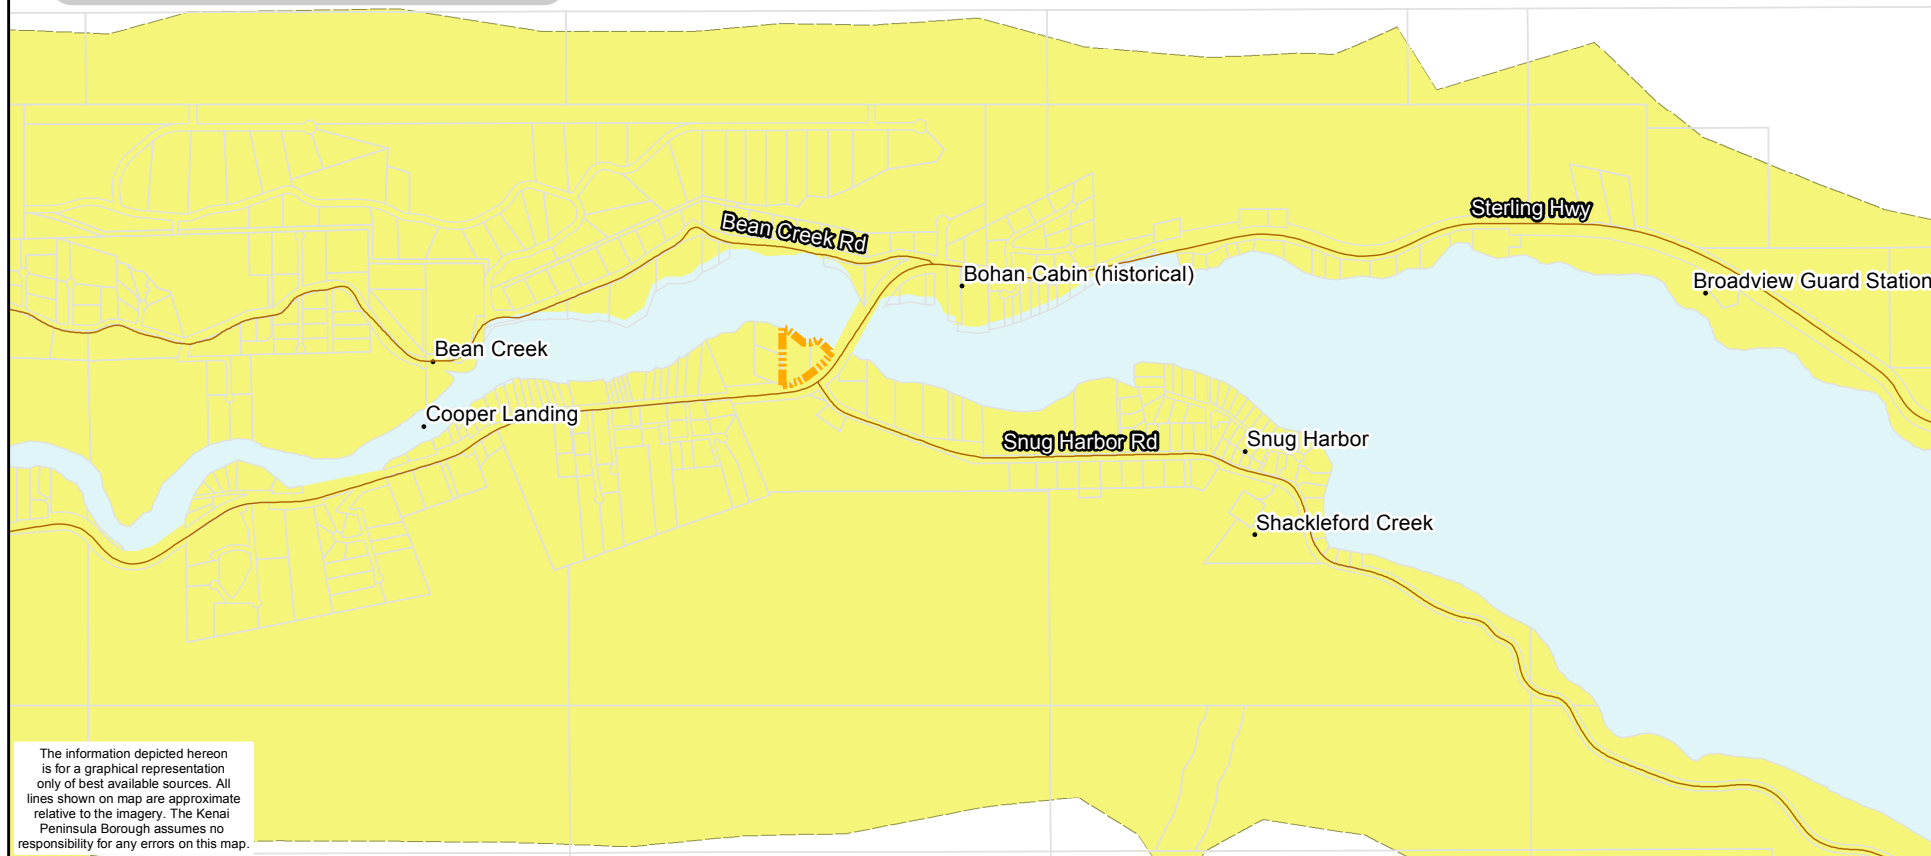 Sterling Hwy
Bean Creek Rd
Bohan Cabin (historical)
Broadview Guard Station
Bean Creek
Cooper Landing
Snug Harbor Rd
Snug Harbor
Shackleford Creek
The information depicted hereon
is for a graphical representation
only of best available sources. All
lines shown on map are approximate
relative to the imagery. The Kenai
Peninsula Borough assumes no
responsibility for any errors on this map.